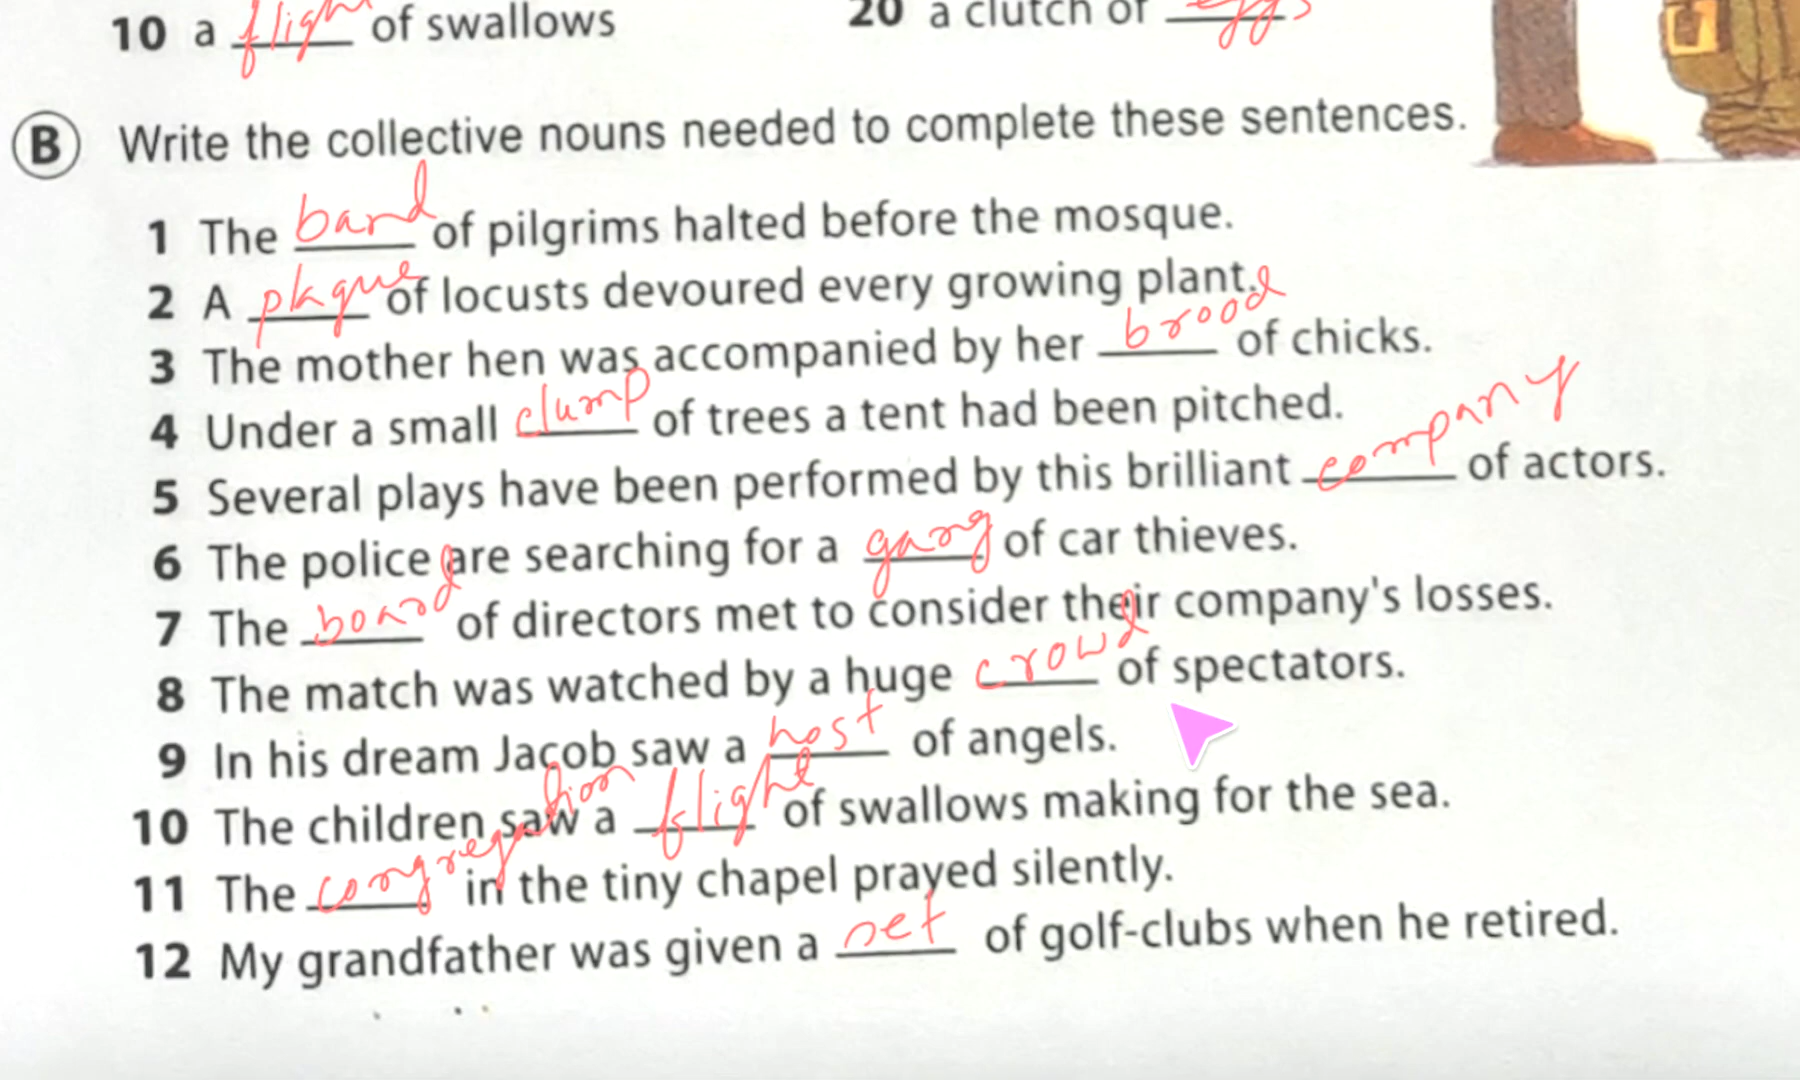 10 a fligh of swallows
20 a clutch of eggs
B Write the collective nouns needed to complete these sentences.
1 The band of pilgrims halted before the mosque.
2 A plague of locusts devoured every growing plant.
3 The mother hen was accompanied by her brood of chicks.
4 Under a small clump of trees a tent had been pitched.
5 Several plays have been performed by this brilliant company of actors.
6 The police are searching for a gang of car thieves.
7 The board of directors met to consider their company's losses.
8 The match was watched by a huge crowd of spectators.
9 In his dream Jacob saw a host of angels.
10 The children saw a flight of swallows making for the sea.
11 The congregation in the tiny chapel prayed silently.
12 My grandfather was given a set of golf-clubs when he retired.